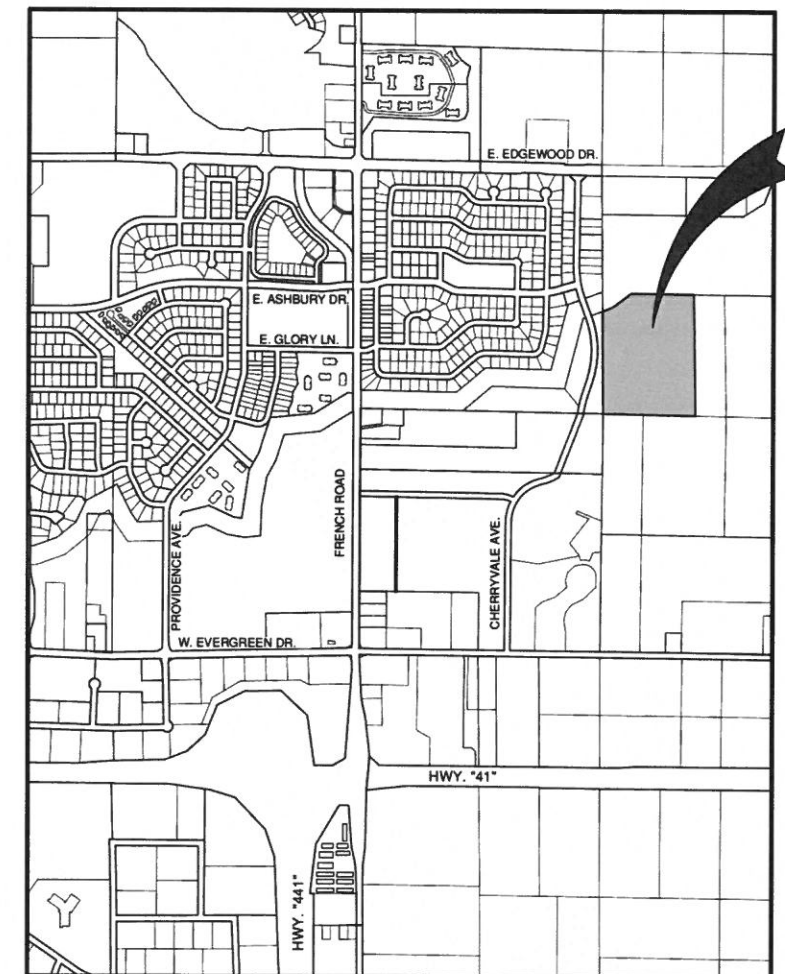 E. EDGEWOOD DR.
E. ASHBURY DR.
E. GLORY LN.
FRENCH ROAD
PROVIDENCE AVE.
CHERRYVALE AVE.
W. EVERGREEN DR.
HWY. "41"
HWY. "441"